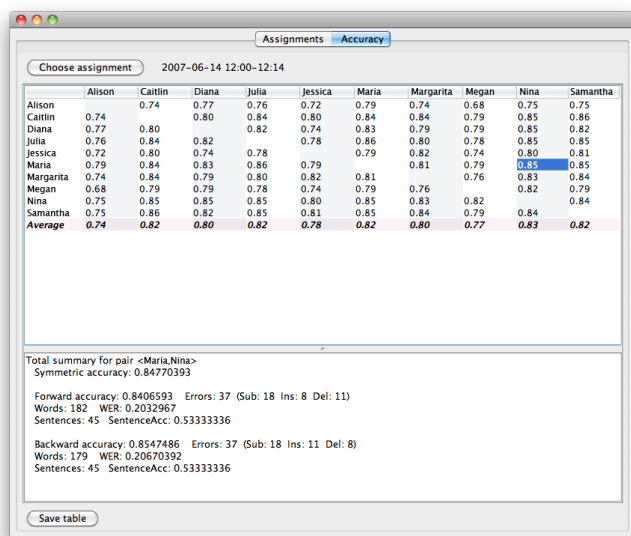 Assignments Accuracy
Choose assignment 2007-06-14 12:00-12:14
Alison Caitlin Diana Julia Jessica Maria Margarita Megan Nina Samantha
Alison 0.74 0.77 0.76 0.72 0.79 0.74 0.68 0.75 0.75
Caitlin 0.74 0.80 0.84 0.80 0.84 0.84 0.79 0.85 0.86
Diana 0.77 0.80 0.82 0.74 0.83 0.79 0.79 0.85 0.82
Julia 0.76 0.84 0.82 0.78 0.86 0.80 0.78 0.85 0.85
Jessica 0.72 0.80 0.74 0.78 0.79 0.82 0.74 0.80 0.81
Maria 0.79 0.84 0.83 0.86 0.79 0.81 0.79 0.85 0.85
Margarita 0.74 0.84 0.79 0.80 0.82 0.81 0.76 0.83 0.84
Megan 0.68 0.79 0.79 0.78 0.74 0.79 0.76 0.82 0.79
Nina 0.75 0.85 0.85 0.85 0.80 0.85 0.83 0.82 0.84
Samantha 0.75 0.86 0.82 0.85 0.81 0.85 0.84 0.79 0.84
Average 0.74 0.82 0.80 0.82 0.78 0.82 0.80 0.77 0.83 0.82
Total summary for pair <Maria,Nina>
Symmetric accuracy: 0.84770393
Forward accuracy: 0.8406593 Errors: 37 (Sub: 18 Ins: 8 Del: 11)
Words: 182 WER: 0.2032967
Sentences: 45 SentenceAcc: 0.53333336
Backward accuracy: 0.8547486 Errors: 37 (Sub: 18 Ins: 11 Del: 8)
Words: 179 WER: 0.20670392
Sentences: 45 SentenceAcc: 0.53333336
Save table